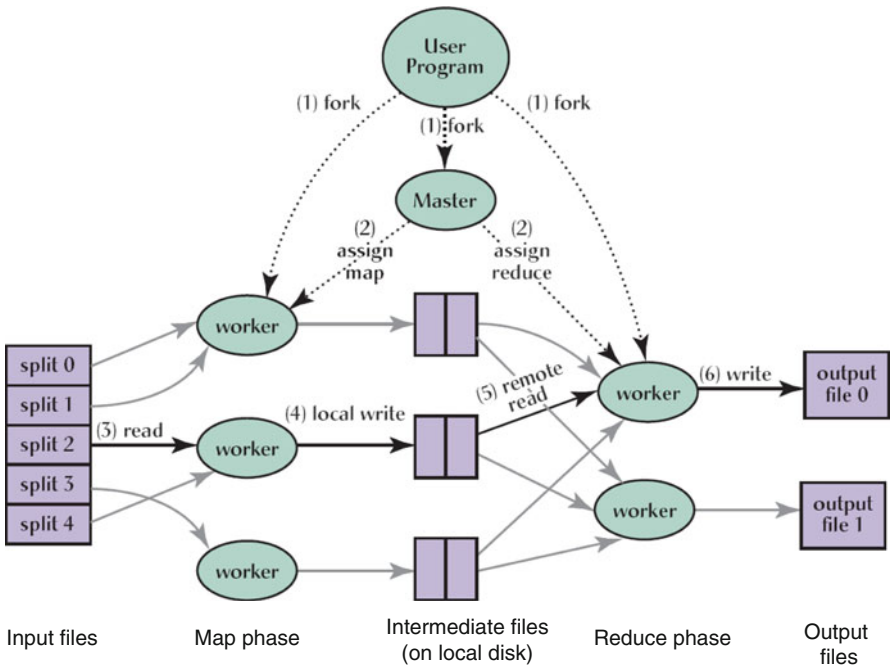 User
Program
(1) fork
(1) fork
(1) fork
Master
(2)
assign
map
(2)
assign
reduce
worker
split 0
split 1
split 2
split 3
split 4
(3) read
worker
(4) local write
(5) remote
read
worker
(6) write
output
file 0
worker
output
file 1
worker
Input files
Map phase
Intermediate files
(on local disk)
Reduce phase
Output
files